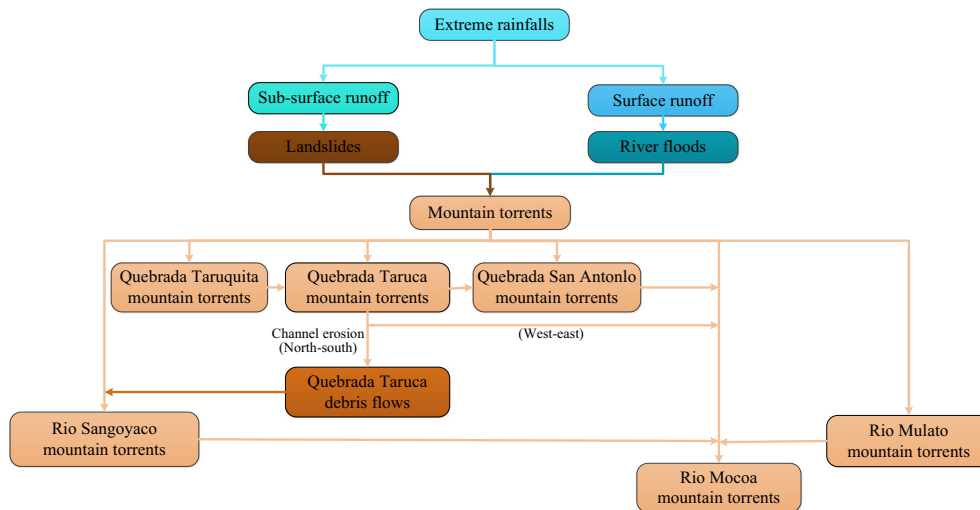 Extreme rainfalls
Sub-surface runoff
Surface runoff
Landslides
River floods
Mountain torrents
Quebrada Taruquita
mountain torrents
Quebrada Taruca
mountain torrents
Quebrada San Antonlo
mountain torrents
Channel erosion
(North-south)
(West-east)
Quebrada Taruca
debris flows
Rio Sangoyaco
mountain torrents
Rio Mulato
mountain torrents
Rio Mocoa
mountain torrents